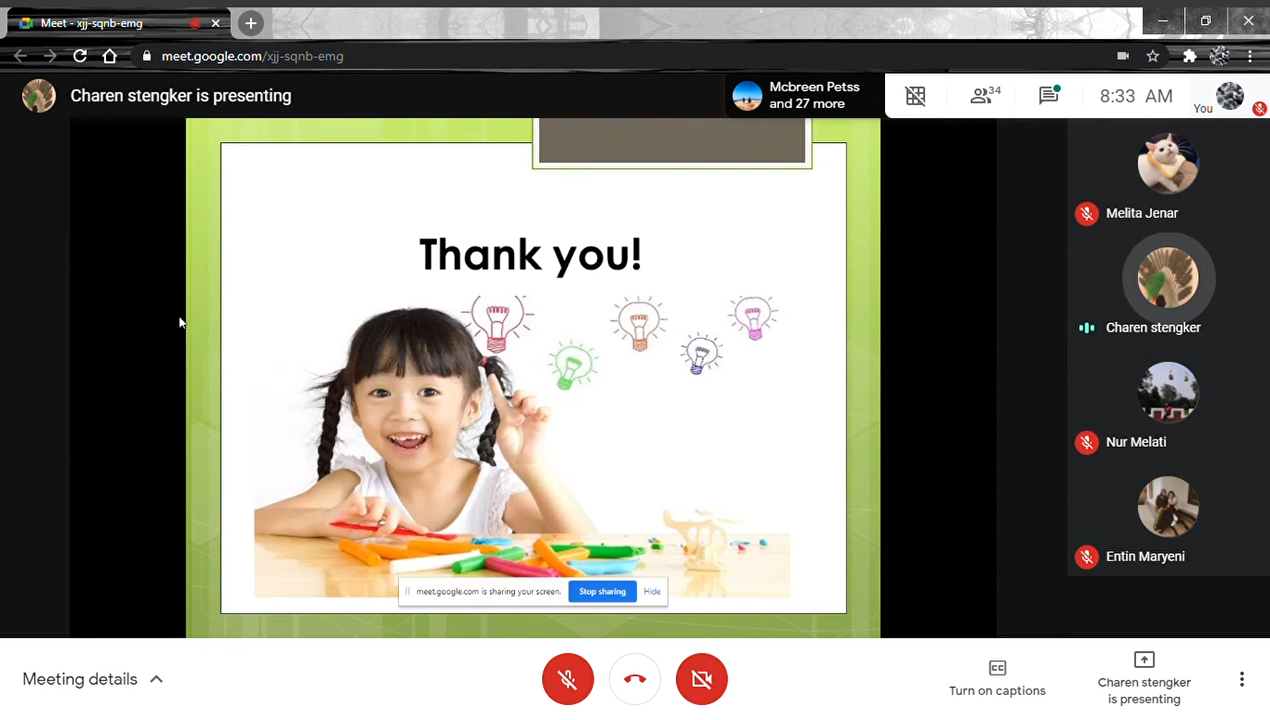 Meet - xjj-sqnb-emg
meet.google.com/xjj-sqnb-emg
Charen stengker is presenting
Mcbreen Petss
and 27 more
34
8:33 AM
You
Thank you!
meet.google.com is sharing your screen.
Stop sharing
Hide
Melita Jenar
Charen stengker
Nur Melati
Entin Maryeni
Meeting details
CC
Turn on captions
Charen stengker
is presenting